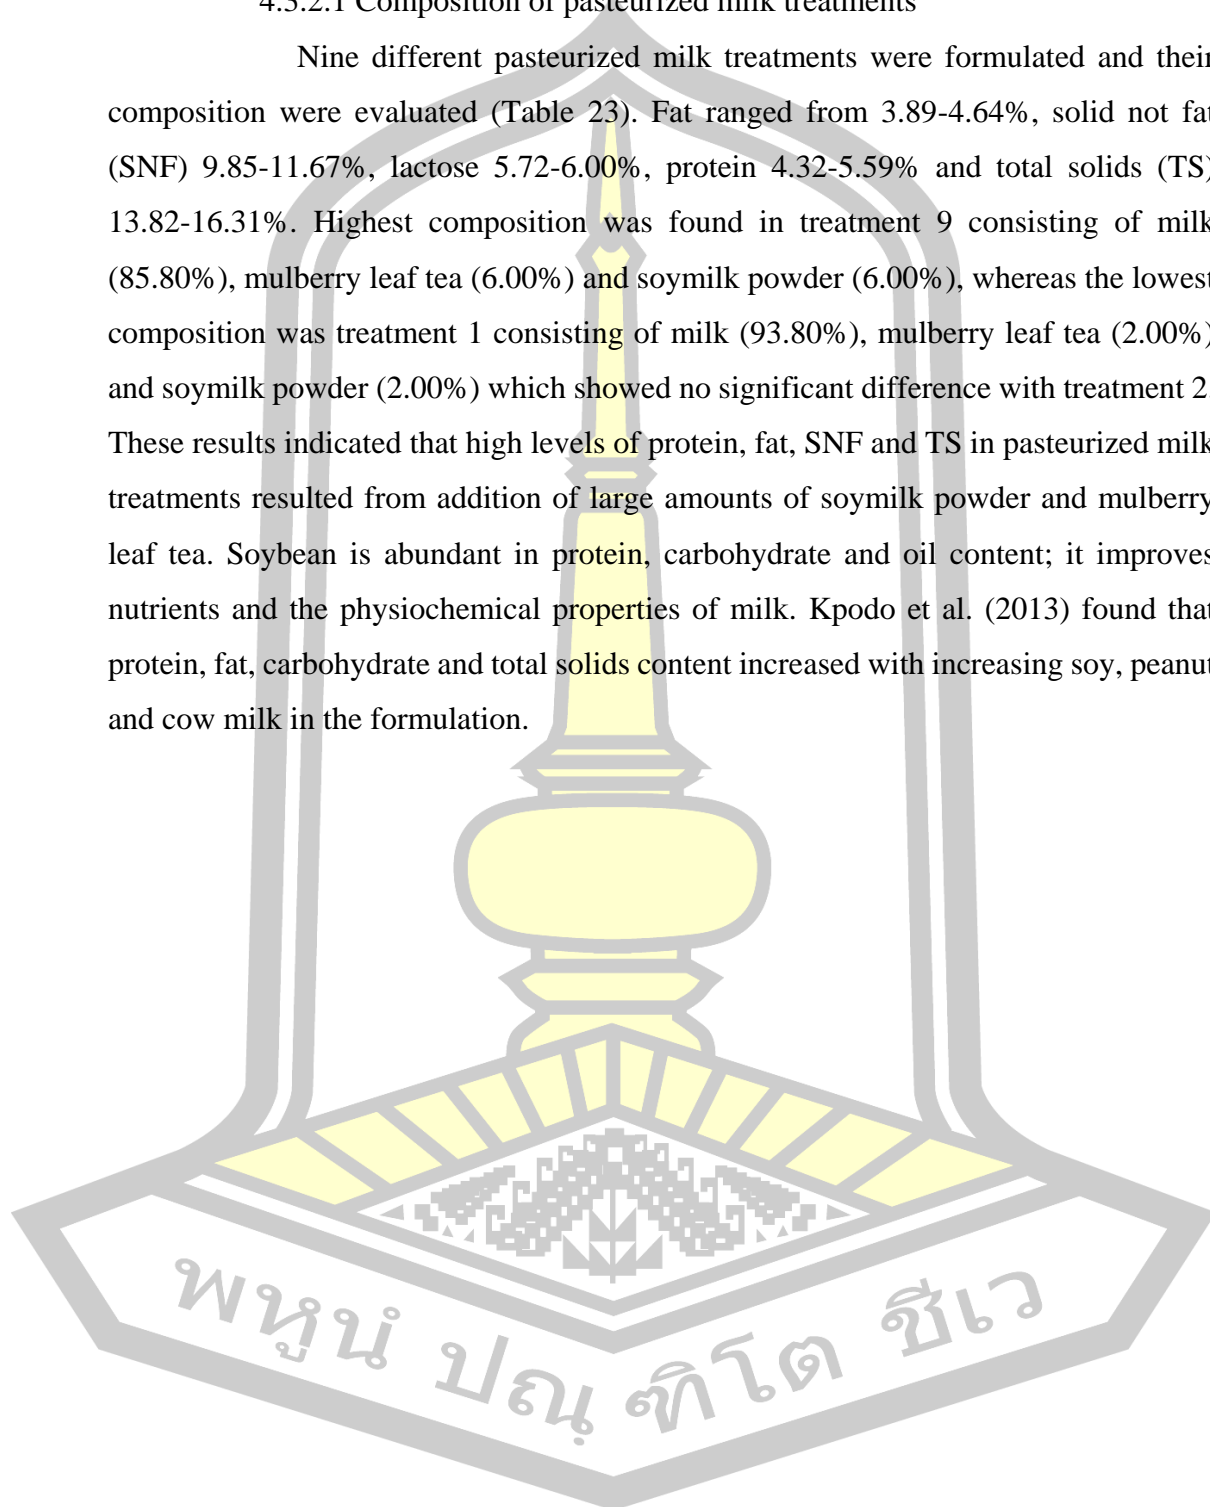 4.3.2.1 Composition of pasteurized milk treatments
Nine different pasteurized milk treatments were formulated and their
composition were evaluated (Table 23). Fat ranged from 3.89-4.64%, solid not fat
(SNF) 9.85-11.67%, lactose 5.72-6.00%, protein 4.32-5.59% and total solids (TS)
13.82-16.31%. Highest composition was found in treatment 9 consisting of milk
(85.80%), mulberry leaf tea (6.00%) and soymilk powder (6.00%), whereas the lowest
composition was treatment 1 consisting of milk (93.80%), mulberry leaf tea (2.00%)
and soymilk powder (2.00%) which showed no significant difference with treatment 2.
These results indicated that high levels of protein, fat, SNF and TS in pasteurized milk
treatments resulted from addition of large amounts of soymilk powder and mulberry
leaf tea. Soybean is abundant in protein, carbohydrate and oil content; it improves
nutrients and the physiochemical properties of milk. Kpodo et al. (2013) found that
protein, fat, carbohydrate and total solids content increased with increasing soy, peanut
and cow milk in the formulation.
พหูนํ ปณฺฑิโต ชีเว